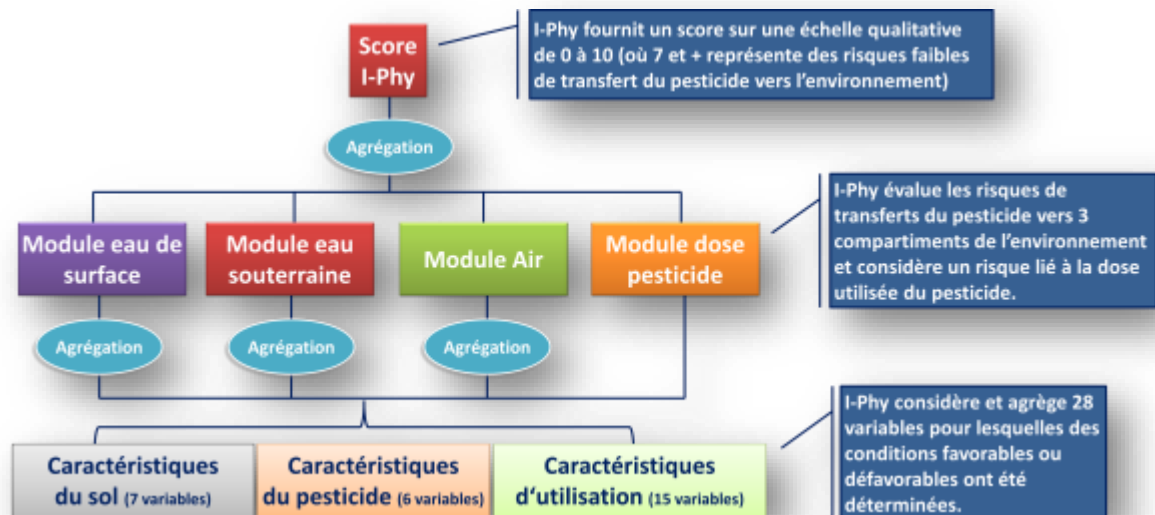 Score
I-Phy
I-Phy fournit un score sur une échelle qualitative
de 0 à 10 (où 7 et + représente des risques faibles
de transfert du pesticide vers l'environnement)
Agrégation
I-Phy évalue les risques de
transferts du pesticide vers 3
compartiments de l'environnement
et considère un risque lié à la dose
utilisée du pesticide.
Module eau de
surface
Module eau
souterraine
Module Air
Module dose
pesticide
Agrégation
Agrégation
Agrégation
I-Phy considère et agrège 28
variables pour lesquelles des
conditions favorables ou
défavorables ont été
déterminées.
Caractéristiques
du sol (7 variables)
Caractéristiques
du pesticide (6 variables)
Caractéristiques
d'utilisation (15 variables)